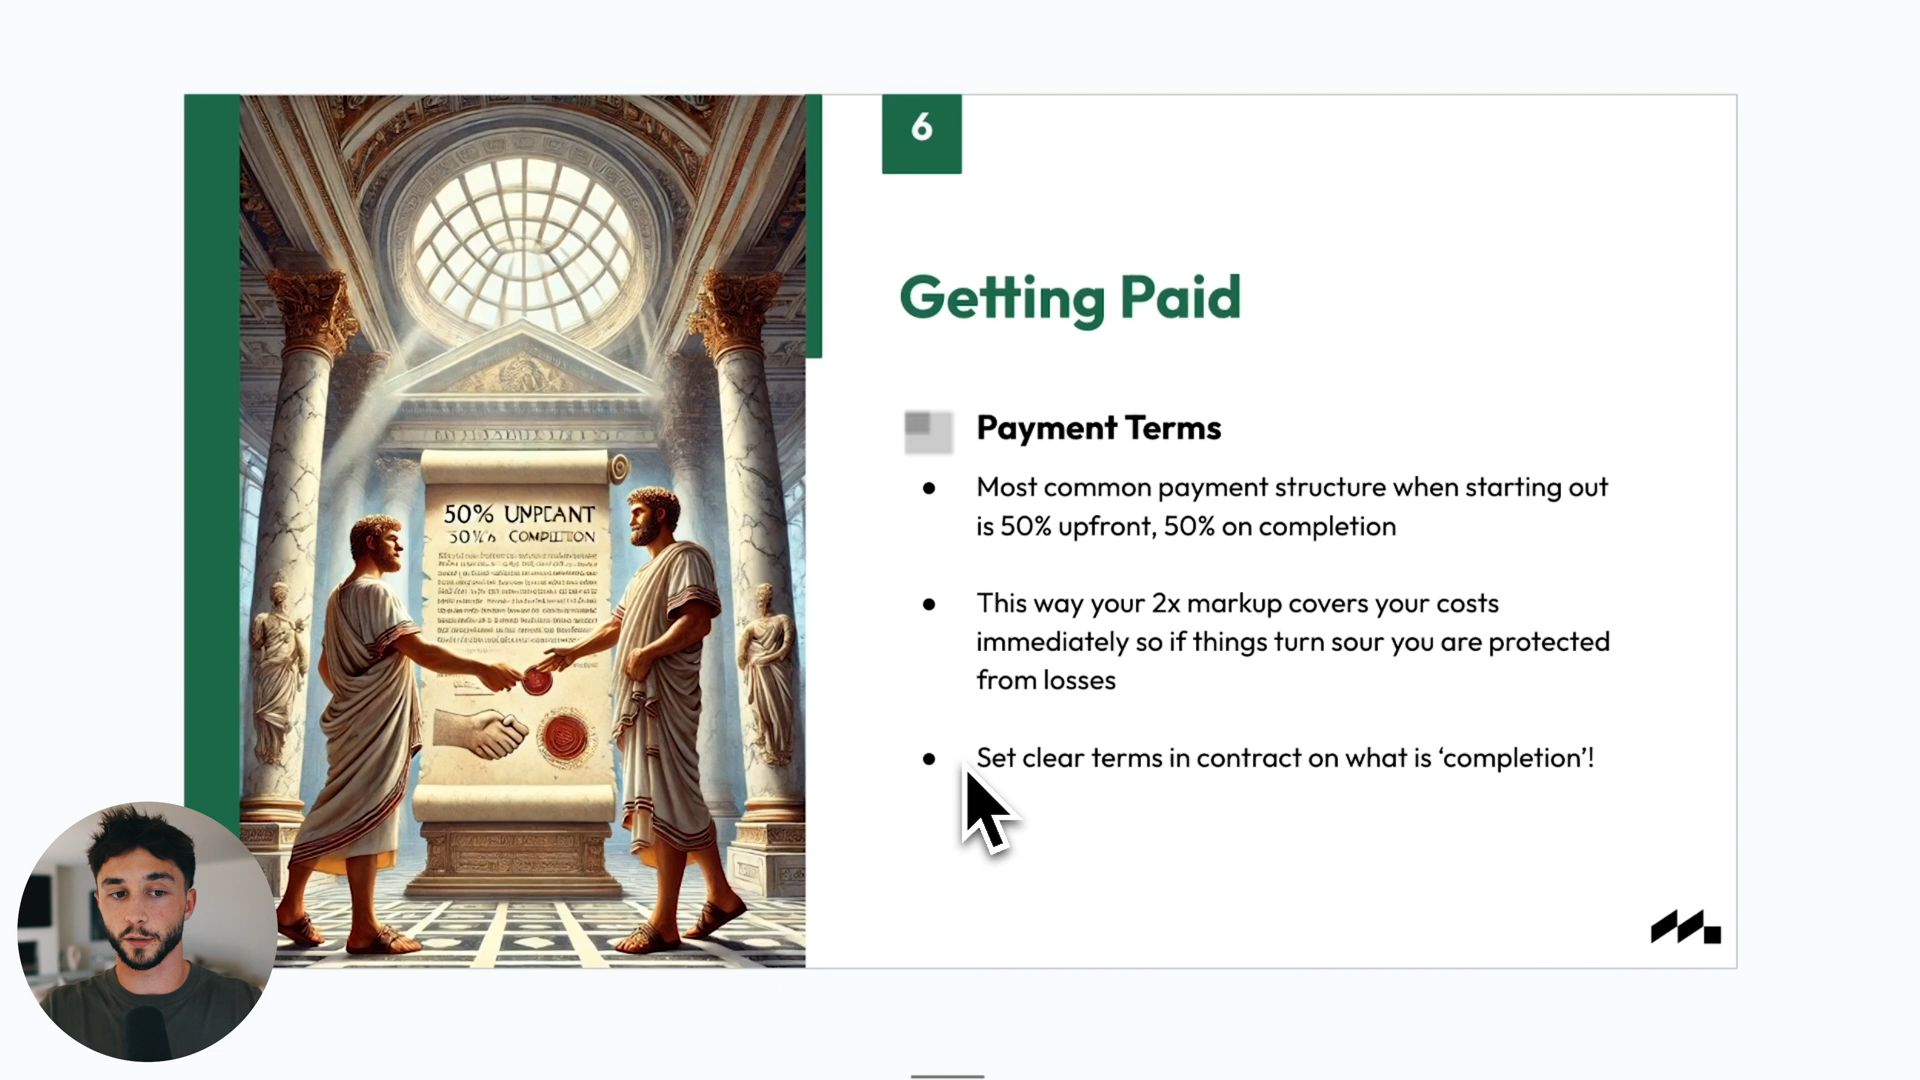 6
Getting Paid
Payment Terms
● Most common payment structure when starting out
is 50% upfront, 50% on completion
● This way your 2x markup covers your costs
immediately so if things turn sour you are protected
from losses
● Set clear terms in contract on what is ‘completion’!
50% UNPEANT
COMPLITION